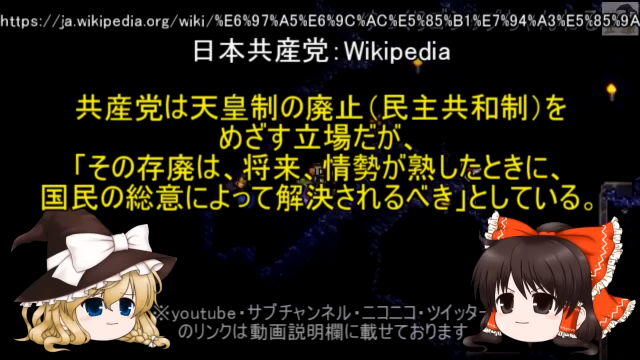 https://ja.wikipedia.org/wiki/%E6%97%A5%E6%9C%AC%E5%85%B1%E7%94%A3%E5%85%9A
日本共産党：Wikipedia
共産党は天皇制の廃止（民主共和制）を
めざす立場だが、
「その存廃は、将来、情勢が熟したときに、
国民の総意によって解決されるべき」としている。
※youtube・サブチャンネル・ニコニコ・ツイッター
のリンクは動画説明欄に載せております